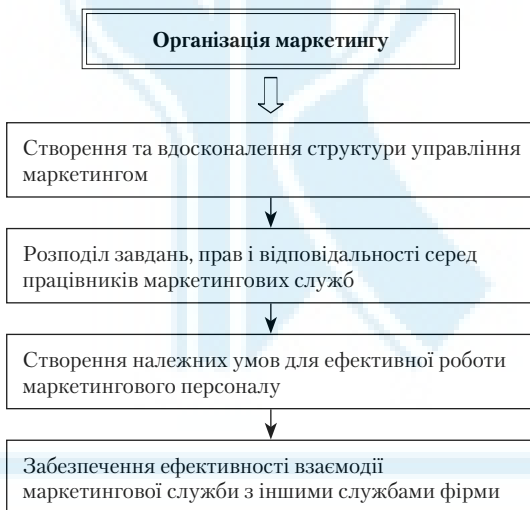 Організація маркетингу
Створення та вдосконалення структури управління
маркетингом
Розподіл завдань, прав і відповідальності серед
працівників маркетингових служб
Створення належних умов для ефективної роботи
маркетингового персоналу
Забезпечення ефективності взаємодії
маркетингової служби з іншими службами фірми